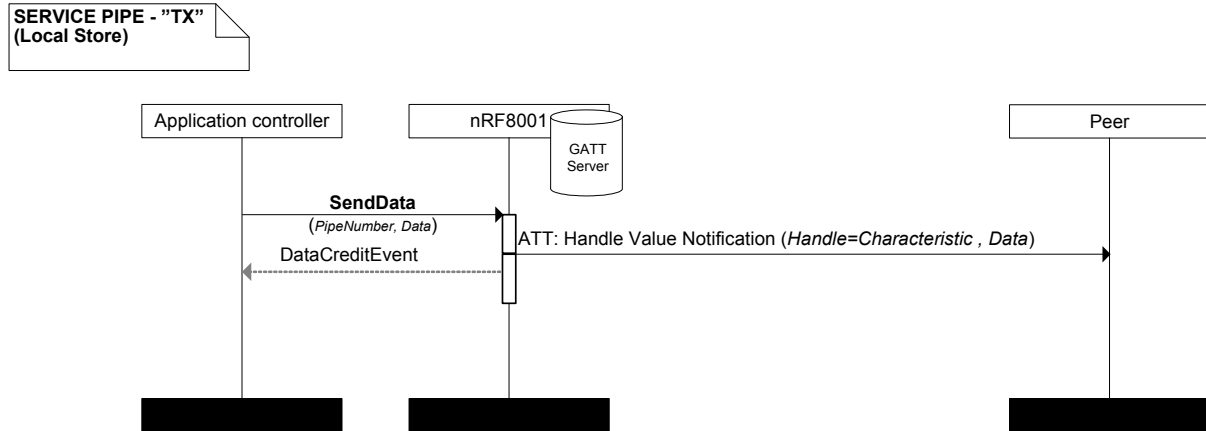 SERVICE PIPE - ”TX”
(Local Store)
Application controller
nRF8001
Peer
GATT
Server
SendData
(PipeNumber, Data)
ATT: Handle Value Notification (Handle=Characteristic , Data)
DataCreditEvent